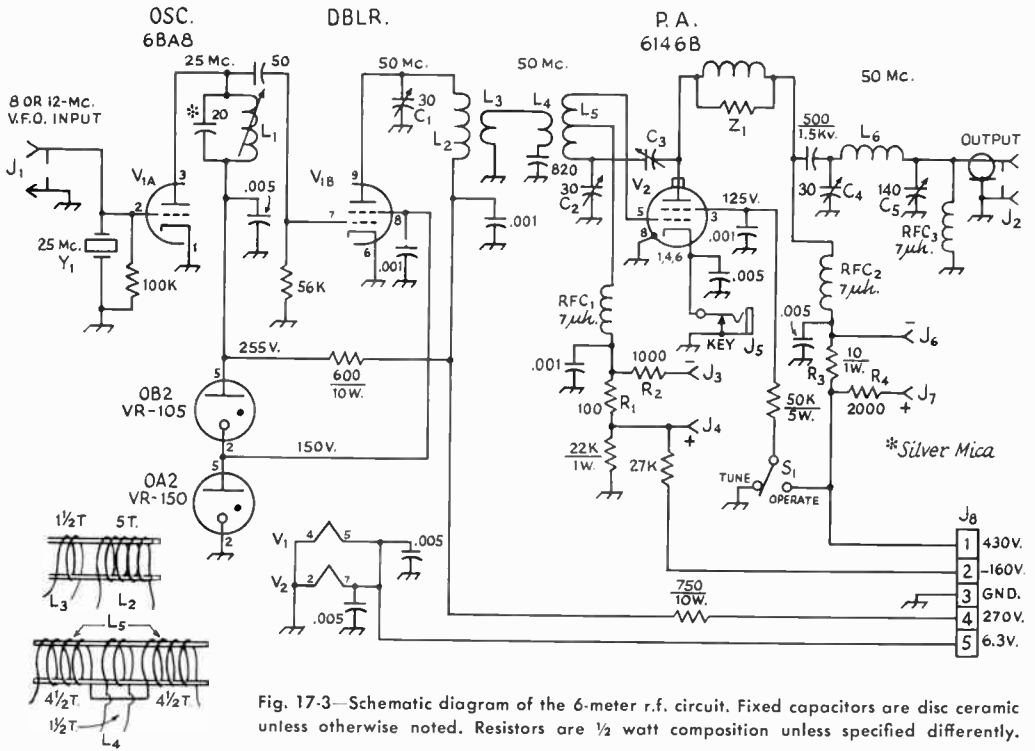 OSC.
6BA8
DBLR.
P.A.
6146B
25 Mc.
50
50 Mc.
50 Mc.
50 Mc.
8 OR 12-Mc.
V.F.O. INPUT
J1
*
20
L1
30
C1
L2
L3
L4
L5
C3
Z1
500
1.5KV.
L6
OUTPUT
V1A
3
2
1
.005
V1B
9
7
8
6
820
30
C2
V2
5
3
8
1,4,6
125V.
30
C4
140
C5
RFC3
7µh.
J2
25 Mc.
Y1
100K
56K
.001
.001
.001
.005
RFC1
7µh.
RFC2
7µh.
KEY
J5
.005
J6
–
255V.
600
10W.
.001
1000
R2
–
J3
100
R1
50K
5W.
10
1W.
R3
R4
2000
J7
+
5
OB2
VR-105
2
150V.
22K
1W.
27K
J4
+
*Silver Mica
5
OA2
VR-150
2
TUNE
S1
OPERATE
1½T.
5T.
L3
L2
V1
4
5
.005
V2
2
7
.005
750
10W.
J8
1
430V.
2
-160V.
3
GND.
4
270V.
5
6.3V.
L5
4½T.
4½T.
1½T
L4
Fig. 17-3—Schematic diagram of the 6-meter r.f. circuit. Fixed capacitors are disc ceramic
unless otherwise noted. Resistors are ½ watt composition unless specified differently.